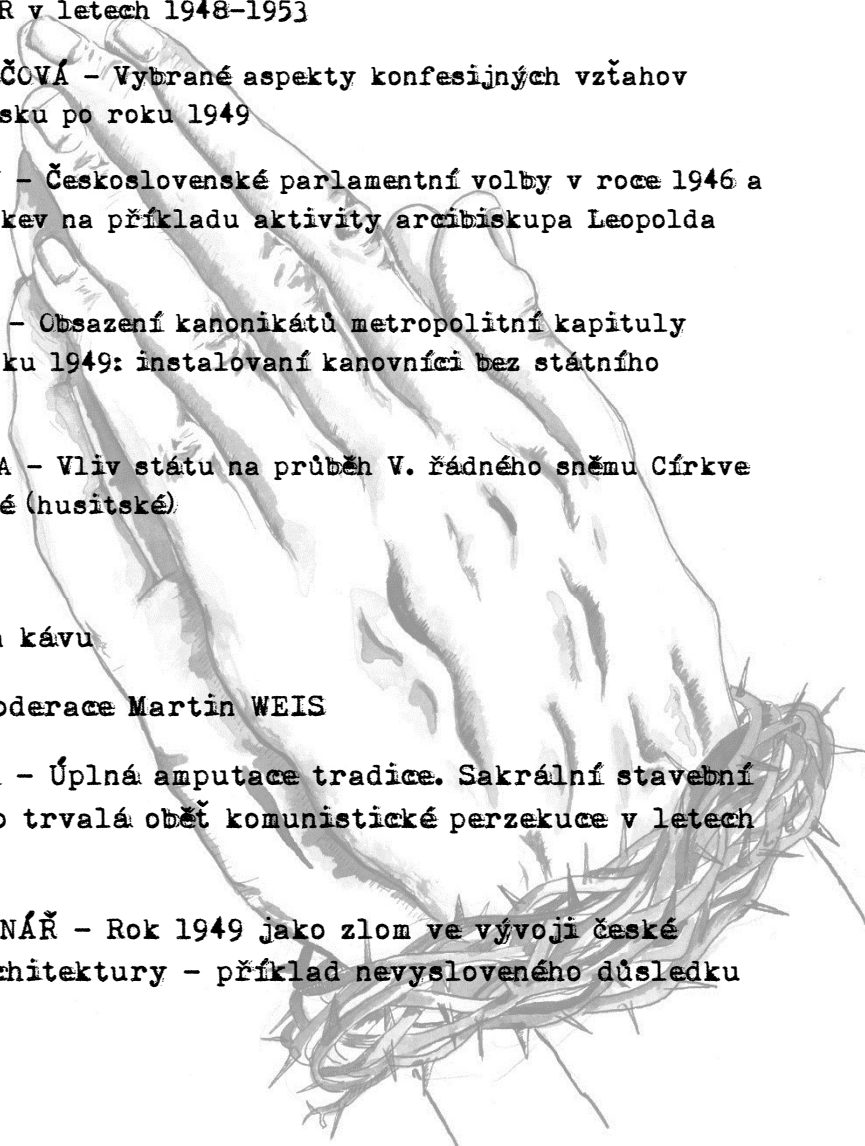 R v letech 1948–1953
ČOVÁ – Vybrané aspekty konfesijných vzťahov
sku po roku 1949
– Československé parlamentní volby v roce 1946 a
kev na příkladu aktivity arcibiskupa Leopolda
– Obsazení kanonikátů metropolitní kapituly
ku 1949: instalovaní kanovníci bez státního
A – Vliv státu na průběh V. řádného sněmu Církve
é (husitské)
kávu
oderace Martin WEIS
– Úplná amputace tradice. Sakrální stavební
o trvalá oběť komunistické perzekuce v letech
NÁŘ – Rok 1949 jako zlom ve vývoji české
chitektury – příklad nevysloveného důsledku